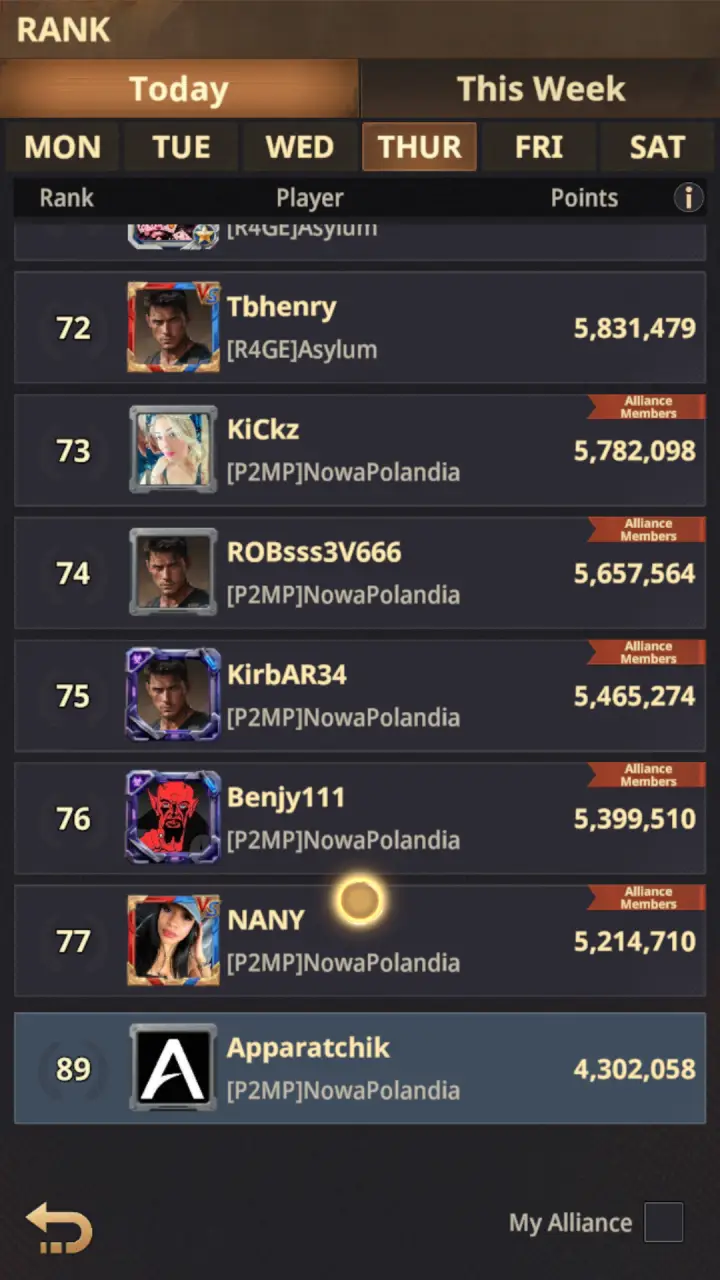 RANK
Today
This Week
MON
TUE
WED
THUR
FRI
SAT
Rank
Player
Points
[R4GE]Asylum
72
Tbhenry
[R4GE]Asylum
5,831,479
Alliance
Members
73
KiCkz
[P2MP]NowaPolandia
5,782,098
Alliance
Members
74
ROBsss3V666
[P2MP]NowaPolandia
5,657,564
Alliance
Members
75
KirbAR34
[P2MP]NowaPolandia
5,465,274
Alliance
Members
76
Benjy111
[P2MP]NowaPolandia
5,399,510
Alliance
Members
77
NANY
[P2MP]NowaPolandia
5,214,710
89
Apparatchik
[P2MP]NowaPolandia
4,302,058
My Alliance